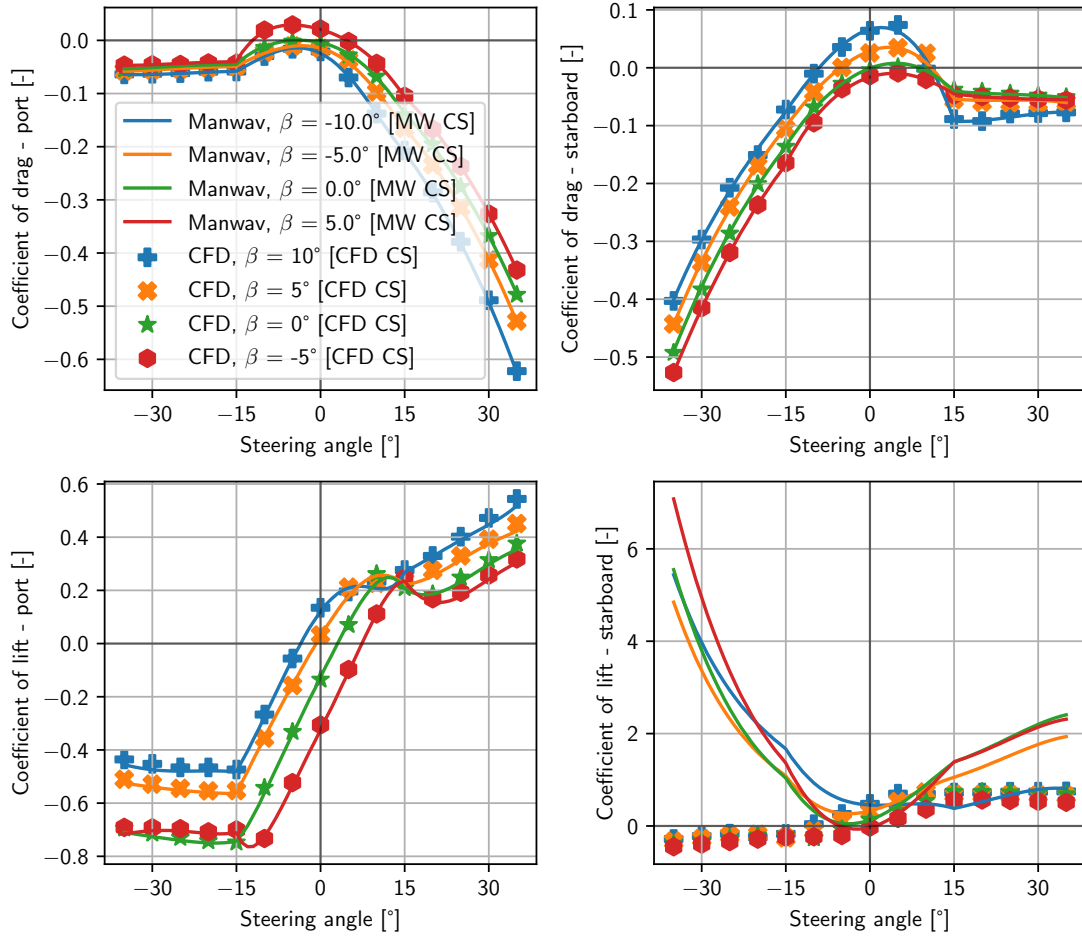 0.0
−0.1
−0.2
−0.3
−0.4
−0.5
−0.6
Coefficient of drag - port [-]
Manwav, β = -10.0° [MW CS]
Manwav, β = -5.0° [MW CS]
Manwav, β = 0.0° [MW CS]
Manwav, β = 5.0° [MW CS]
CFD, β = 10° [CFD CS]
CFD, β = 5° [CFD CS]
CFD, β = 0° [CFD CS]
CFD, β = -5° [CFD CS]
−30 −15 0 15 30
Steering angle [°]
0.1
0.0
−0.1
−0.2
−0.3
−0.4
−0.5
Coefficient of drag - starboard [-]
−30 −15 0 15 30
Steering angle [°]
0.6
0.4
0.2
0.0
−0.2
−0.4
−0.6
−0.8
Coefficient of lift - port [-]
−30 −15 0 15 30
Steering angle [°]
6
4
2
0
Coefficient of lift - starboard [-]
−30 −15 0 15 30
Steering angle [°]